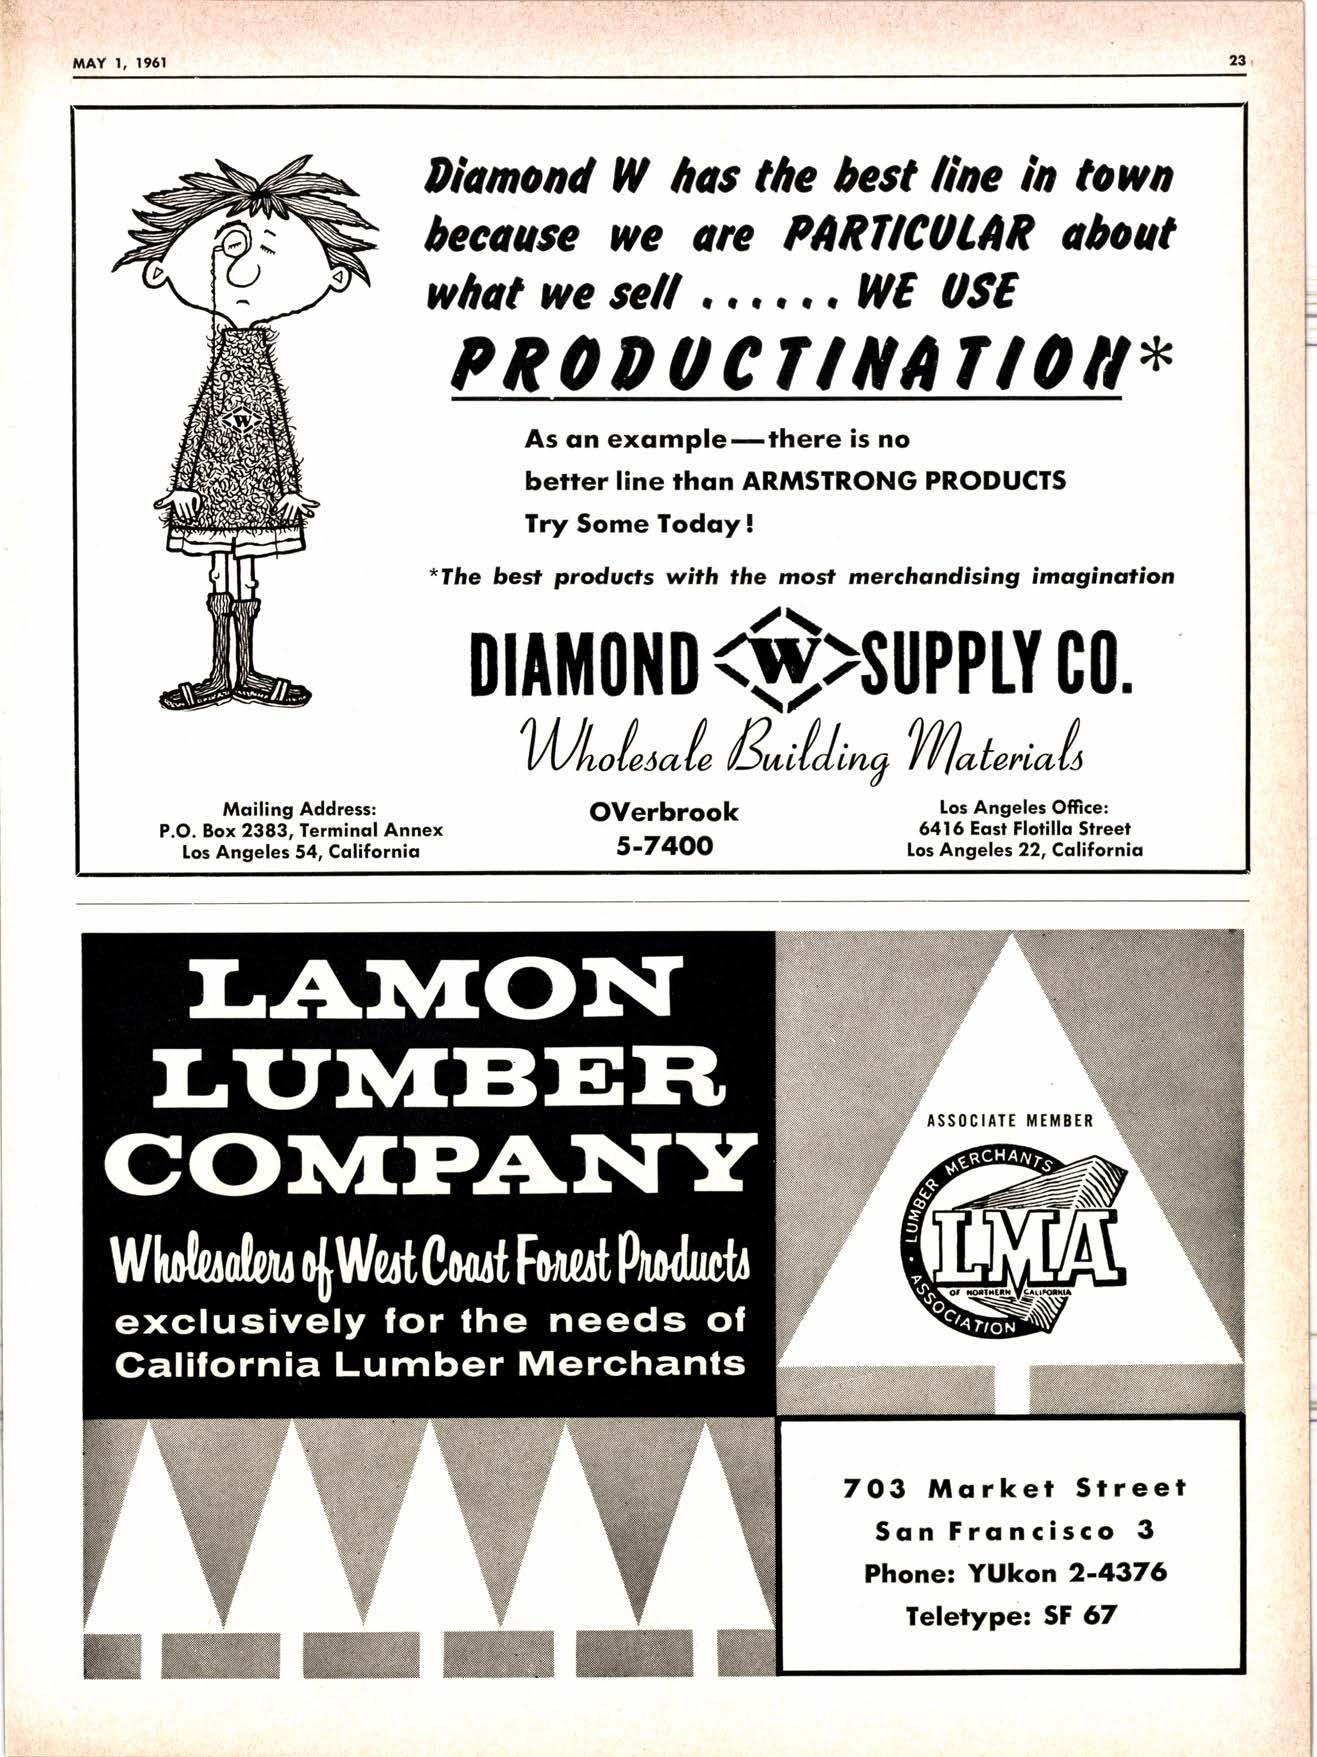 MAY 1, 1961
23
Diamond W has the best line in town
because we are PARTICULAR about
what we sell ...... WE USE
PRODUCTINATION*
As an example—there is no
better line than ARMSTRONG PRODUCTS
Try Some Today!
*The best products with the most merchandising imagination
W
DIAMOND W SUPPLY CO.
Wholesale Building Materials
Mailing Address:
P.O. Box 2383, Terminal Annex
Los Angeles 54, California
OVerbrook
5-7400
Los Angeles Office:
6416 East Flotilla Street
Los Angeles 22, California
LAMON
LUMBER
COMPANY
Wholesalers of West Coast Forest Products
exclusively for the needs of
California Lumber Merchants
ASSOCIATE MEMBER
LUMBER MERCHANTS
LMA
OF NORTHERN CALIFORNIA
ASSOCIATION
703 Market Street
San Francisco 3
Phone: YUkon 2-4376
Teletype: SF 67